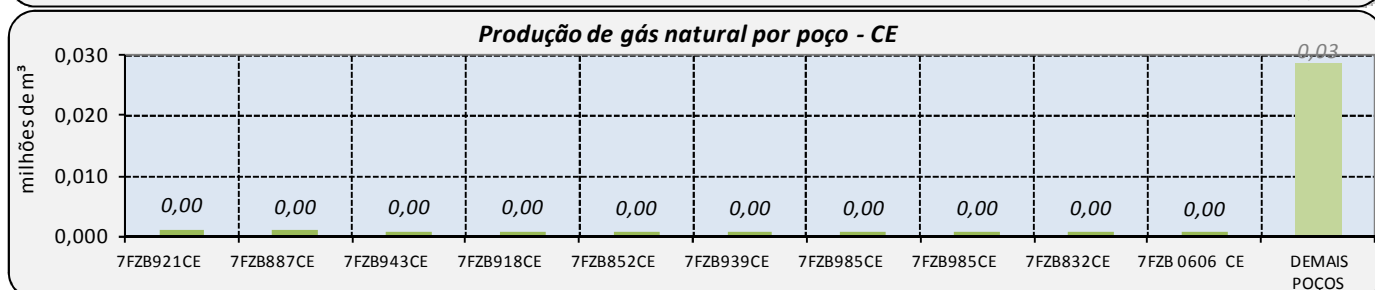 Produção de gás natural por poço - CE
milhões de m³
0,030
0,020
0,010
0,000
0,00 0,00 0,00 0,00 0,00 0,00 0,00 0,00 0,00 0,00 0,03
7FZB921CE 7FZB887CE 7FZB943CE 7FZB918CE 7FZB852CE 7FZB939CE 7FZB985CE 7FZB985CE 7FZB832CE 7FZB 0606 CE DEMAIS
POÇOS